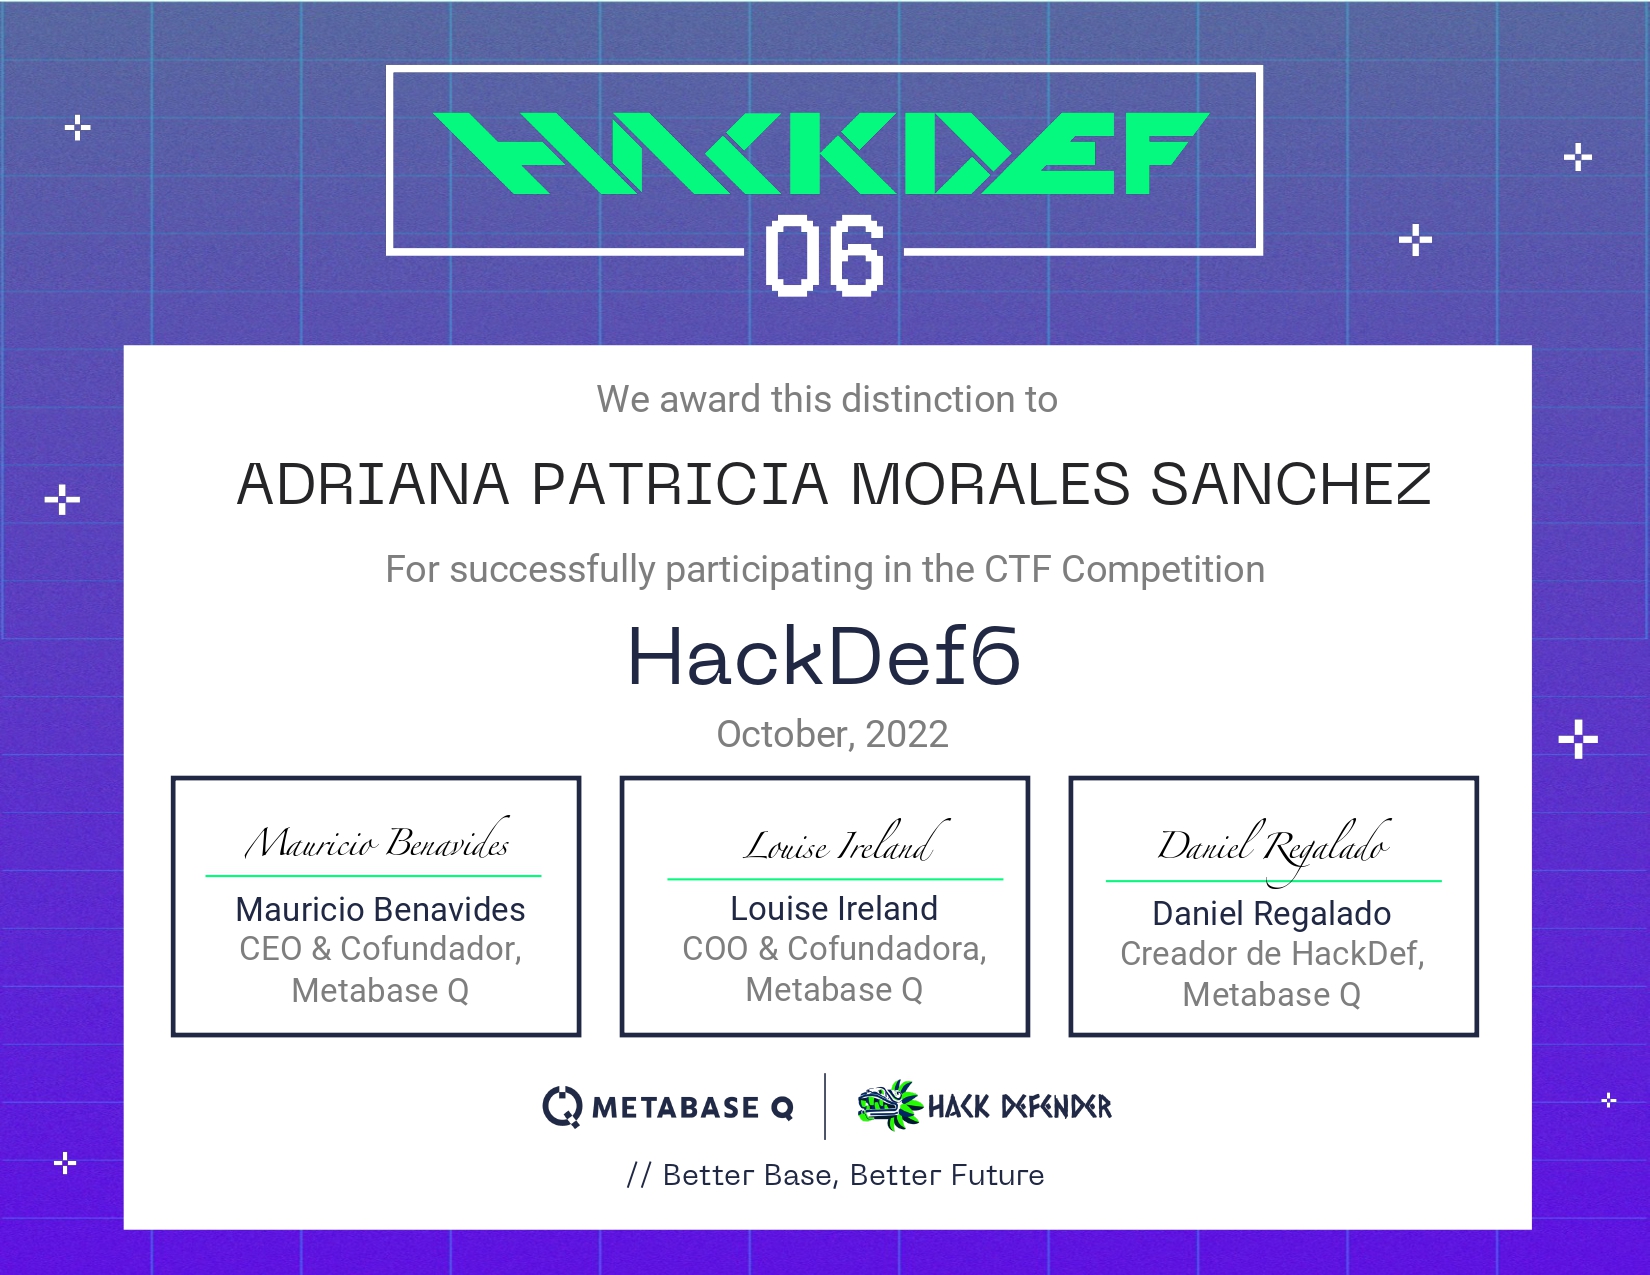 HACKDEF
06
We award this distinction to
ADRIANA PATRICIA MORALES SANCHEZ
For successfully participating in the CTF Competition
HackDef6
October, 2022
Mauricio Benavides
Mauricio Benavides
CEO & Cofundador,
Metabase Q
Louise Ireland
Louise Ireland
COO & Cofundadora,
Metabase Q
Daniel Regalado
Daniel Regalado
Creador de HackDef,
Metabase Q
METABASE Q
HACK DEFENDER
// Better Base, Better Future